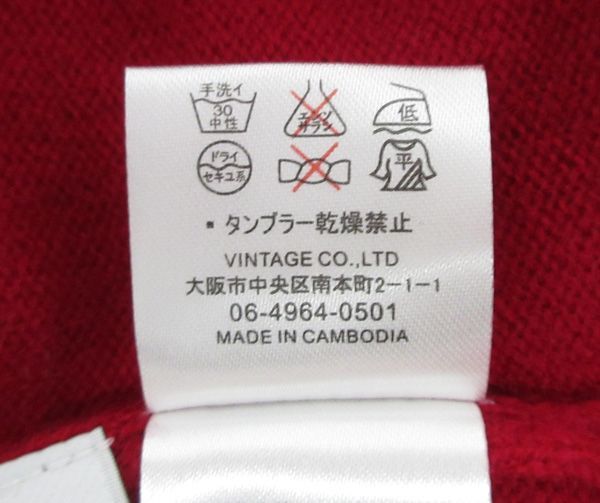 手洗イ
30
中性
エンソ
サラシ
低
ドライ
セキユ系
平
・タンブラー乾燥禁止
VINTAGE CO.,LTD
大阪市中央区南本町2-1-1
06-4964-0501
MADE IN CAMBODIA